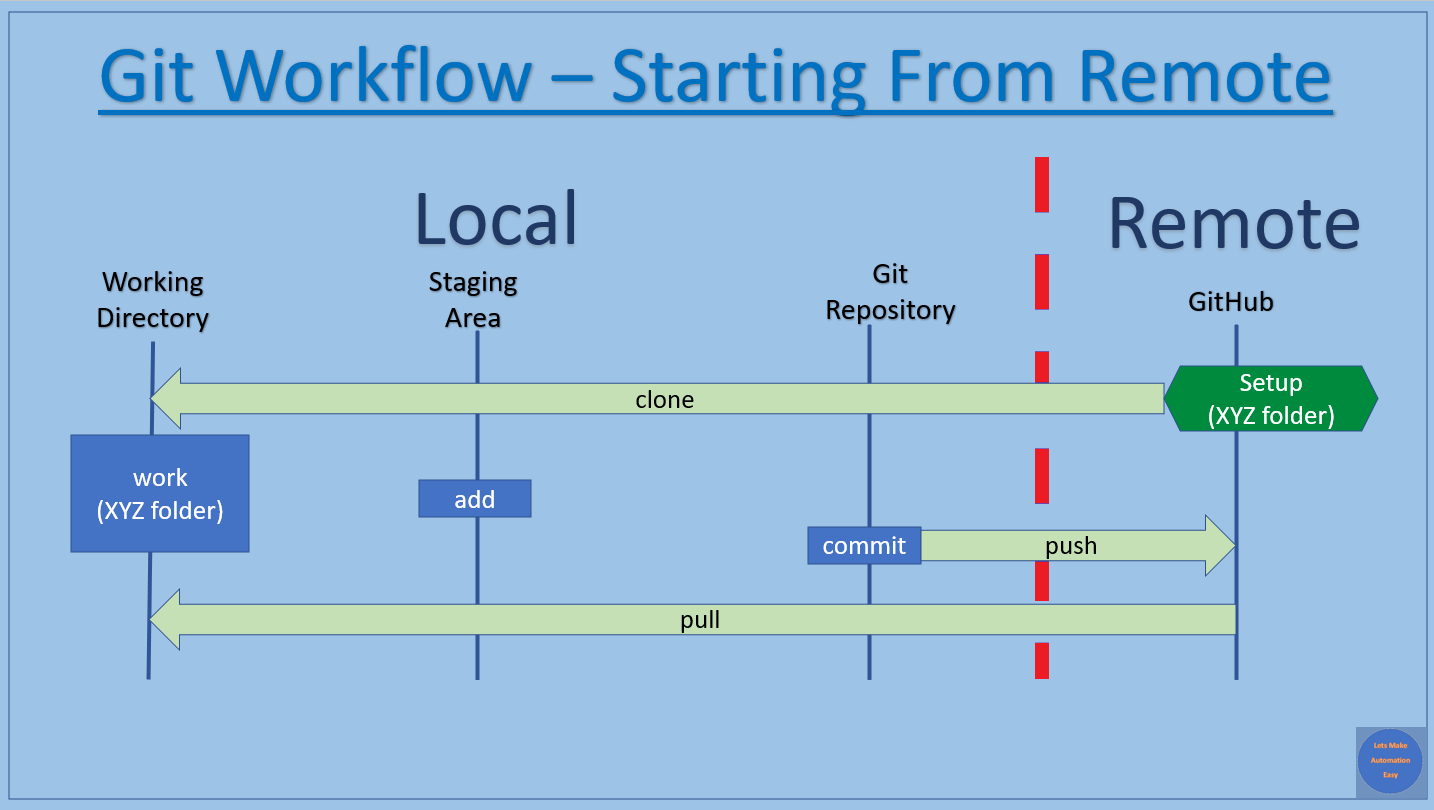 Git Workflow – Starting From Remote
Local
Remote
Working
Directory
Staging
Area
Git
Repository
GitHub
clone
Setup
(XYZ folder)
work
(XYZ folder)
add
commit
push
pull
Lets Make
Automation
Easy